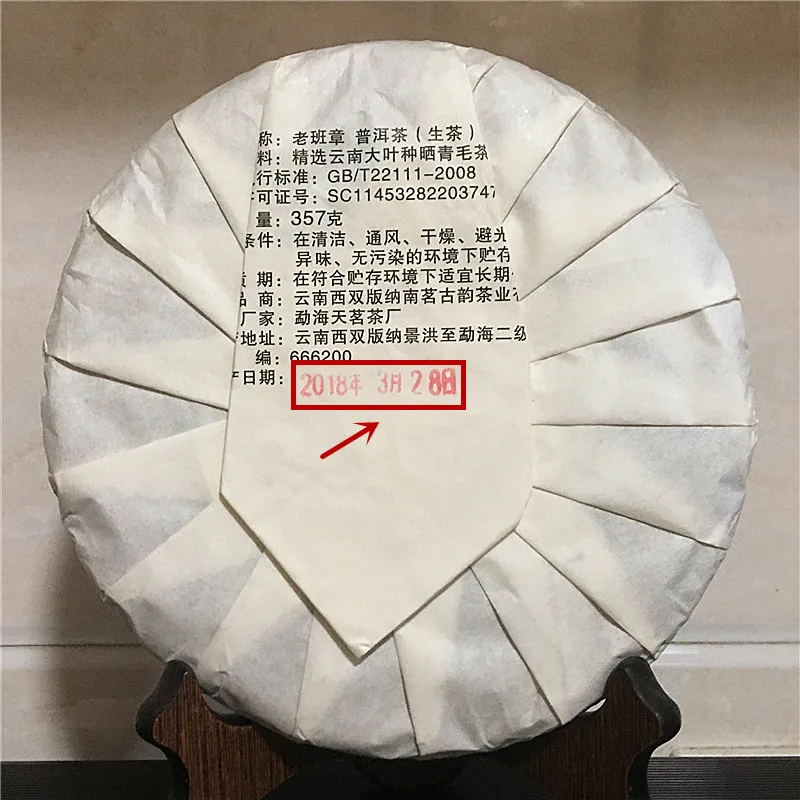 称：老班章 普洱茶（生茶）
料：精选云南大叶种晒青毛茶
行标准：GB/T22111-2008
可证号：SC11453282203747
量：357克
条件：在清洁、通风、干燥、避光
异味、无污染的环境下贮存
期：在符合贮存环境下适宜长期
品商：云南西双版纳南茗古韵茶业有
厂家：勐海天茗茶厂
地址：云南西双版纳景洪至勐海二级
编：666200
日期：2018年 3月28日